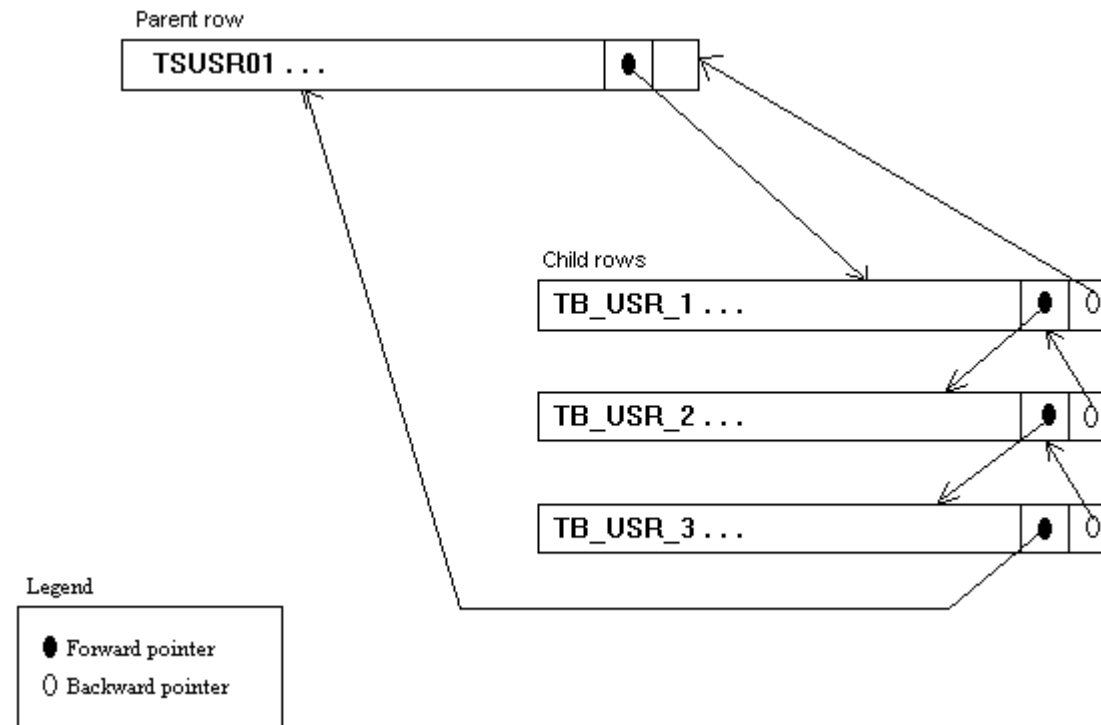 Parent row
TSUSR01 . . .
Child rows
TB_USR_1 . . .
TB_USR_2 . . .
TB_USR_3 . . .
Legend
Forward pointer
Backward pointer